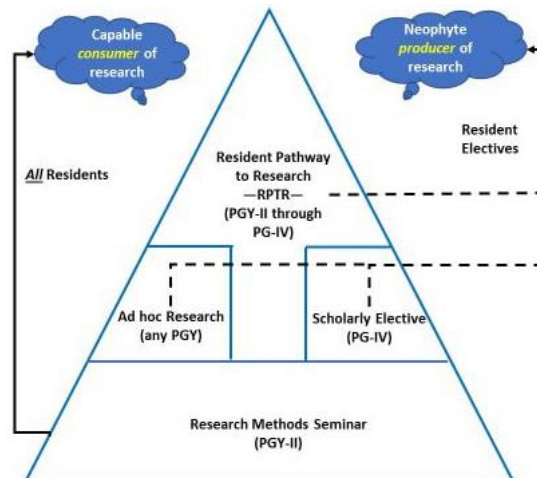 Capable
consumer of
research
Neophyte
producer of
research
Resident
Electives
All Residents
Resident Pathway
to Research
—RPTR—
(PGY-II through
PG-IV)
Ad hoc Research
(any PGY)
Scholarly Elective
(PG-IV)
Research Methods Seminar
(PGY-II)